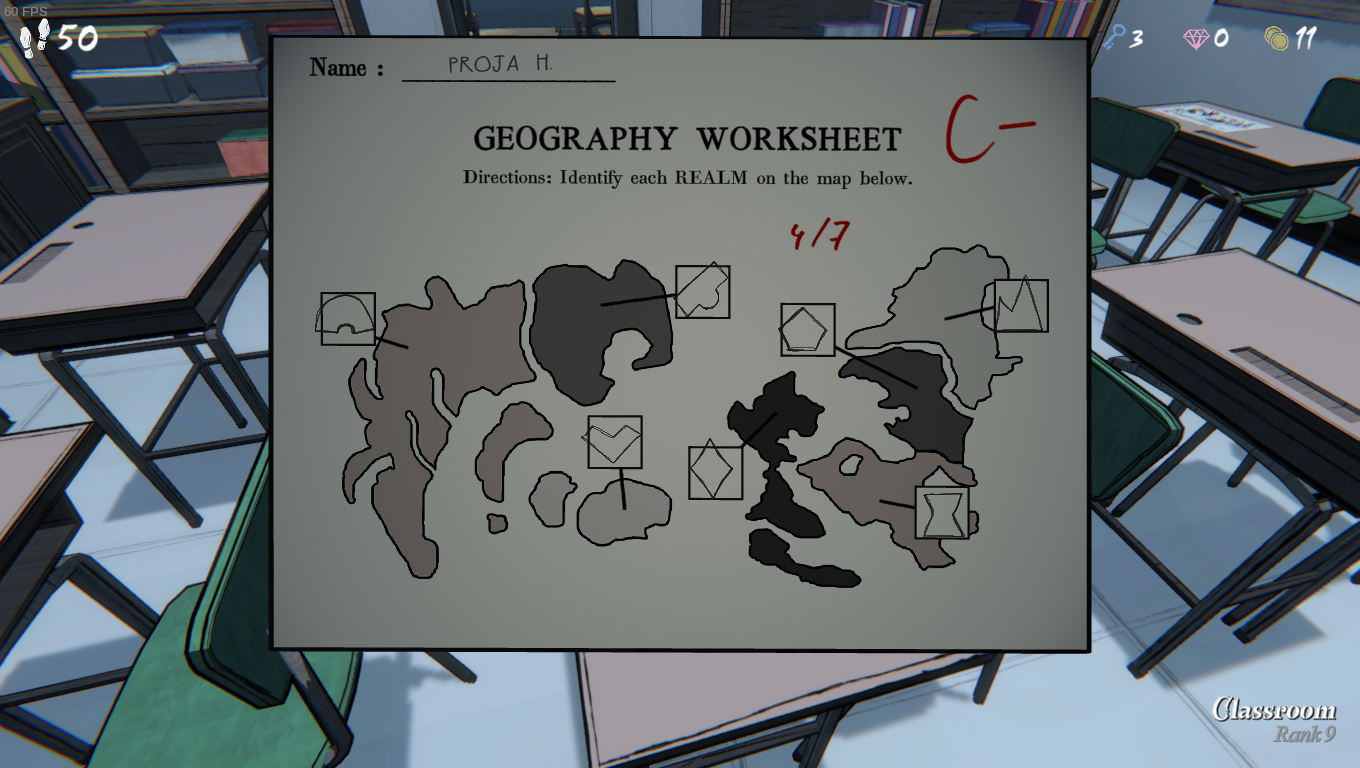 60 FPS
50
3
0
11
Name : PROJA H.
C-
GEOGRAPHY WORKSHEET
Directions: Identify each REALM on the map below.
4/7
Classroom
Rank 9